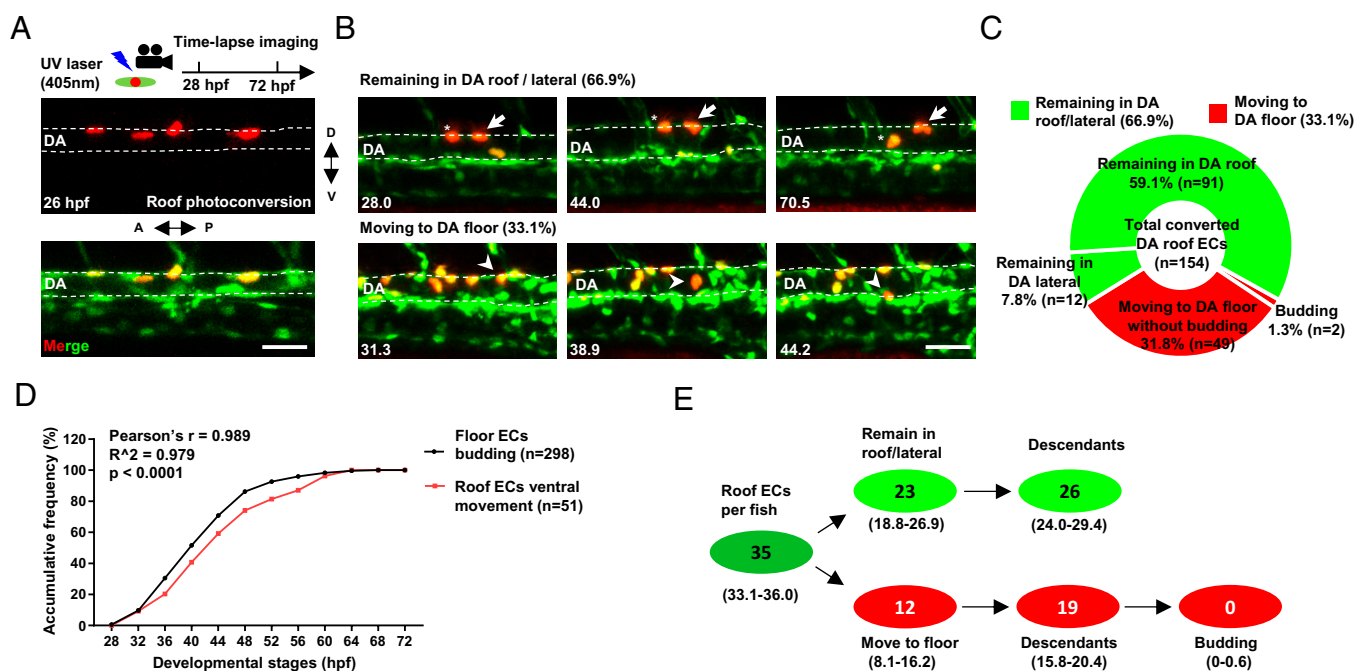 A
UV laser
(405nm)
Time-lapse imaging
28 hpf
72 hpf
DA
26 hpf
Roof photoconversion
D
V
A
P
DA
Merge
B
Remaining in DA roof / lateral (66.9%)
DA
*
28.0
*
44.0
*
70.5
Moving to DA floor (33.1%)
DA
31.3
DA
38.9
DA
44.2
C
Remaining in DA
roof/lateral (66.9%)
Moving to
DA floor (33.1%)
Remaining in DA roof
59.1% (n=91)
Total converted
DA roof ECs
(n=154)
Remaining in
DA lateral
7.8% (n=12)
Moving to DA floor
without budding
31.8% (n=49)
Budding
1.3% (n=2)
D
Pearson's r = 0.989
R^2 = 0.979
p < 0.0001
Floor ECs
budding (n=298)
Roof ECs ventral
movement (n=51)
Accumulative frequency (%)
120
100
80
60
40
20
0
28 32 36 40 44 48 52 56 60 64 68 72
Developmental stages (hpf)
E
Roof ECs
per fish
35
(33.1-36.0)
Remain in
roof/lateral
23
(18.8-26.9)
Descendants
26
(24.0-29.4)
12
Move to floor
(8.1-16.2)
19
Descendants
(15.8-20.4)
0
Budding
(0-0.6)